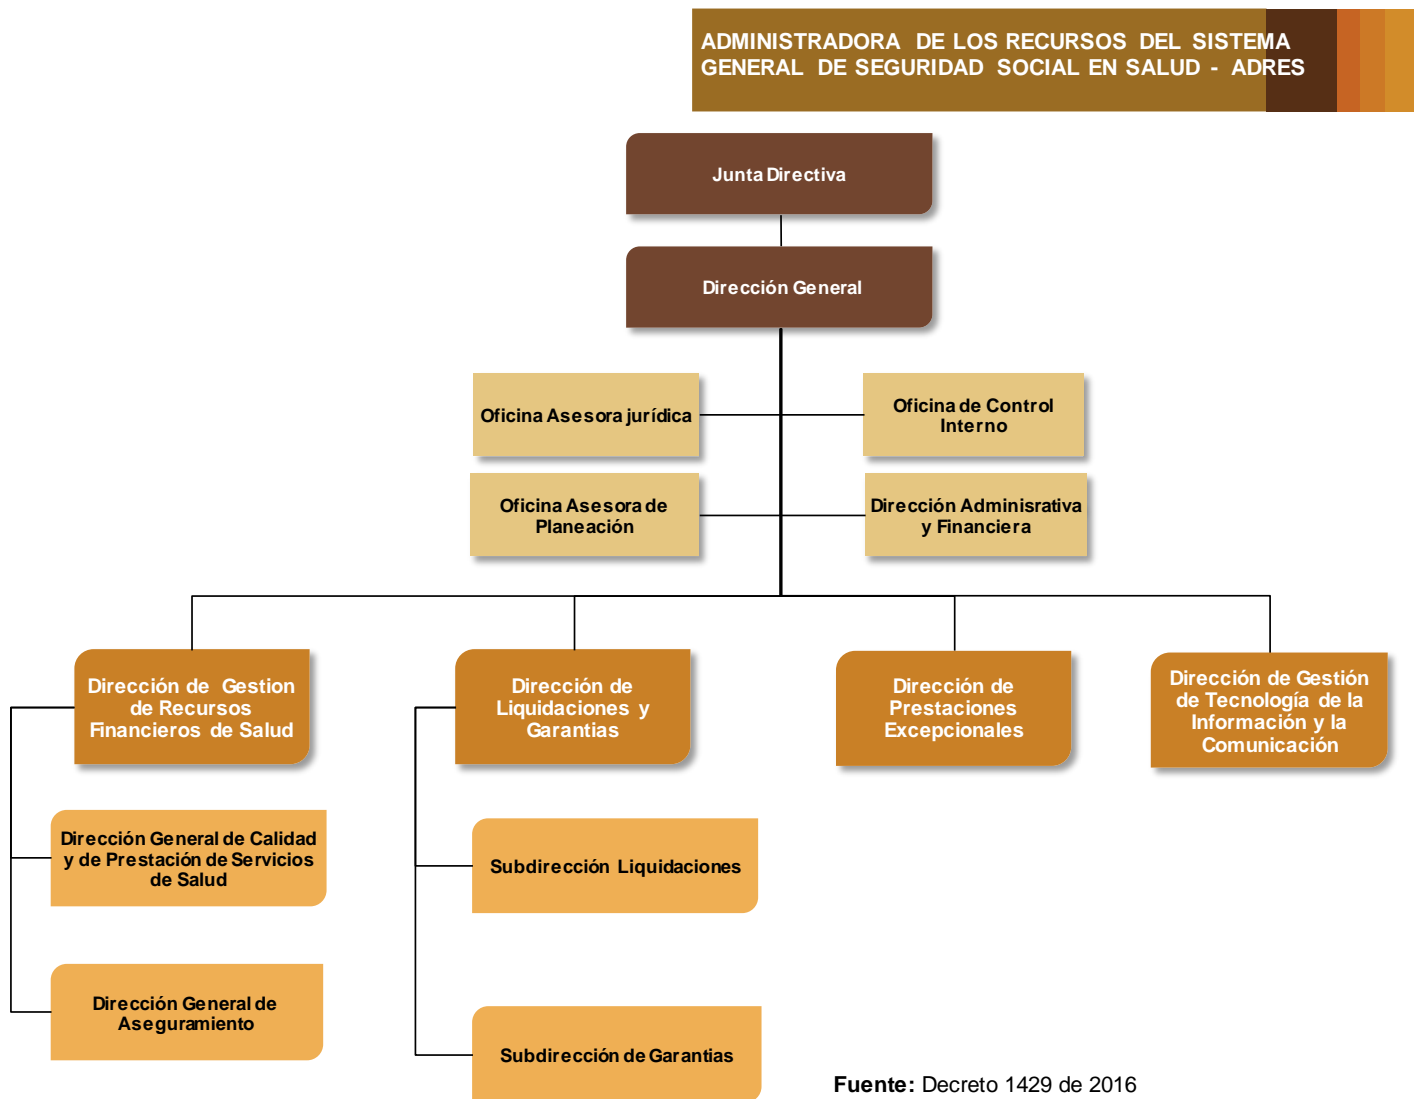 ADMINISTRADORA DE LOS RECURSOS DEL SISTEMA
GENERAL DE SEGURIDAD SOCIAL EN SALUD - ADRES
Junta Directiva
Dirección General
Oficina Asesora jurídica
Oficina de Control
Interno
Oficina Asesora de
Planeación
Dirección Adminisrativa
y Financiera
Dirección de Gestion
de Recursos
Financieros de Salud
Dirección de
Liquidaciones y
Garantias
Dirección de
Prestaciones
Excepcionales
Dirección de Gestión
de Tecnología de la
Información y la
Comunicación
Dirección General de Calidad
y de Prestación de Servicios
de Salud
Subdirección Liquidaciones
Dirección General de
Aseguramiento
Subdirección de Garantias
Fuente: Decreto 1429 de 2016